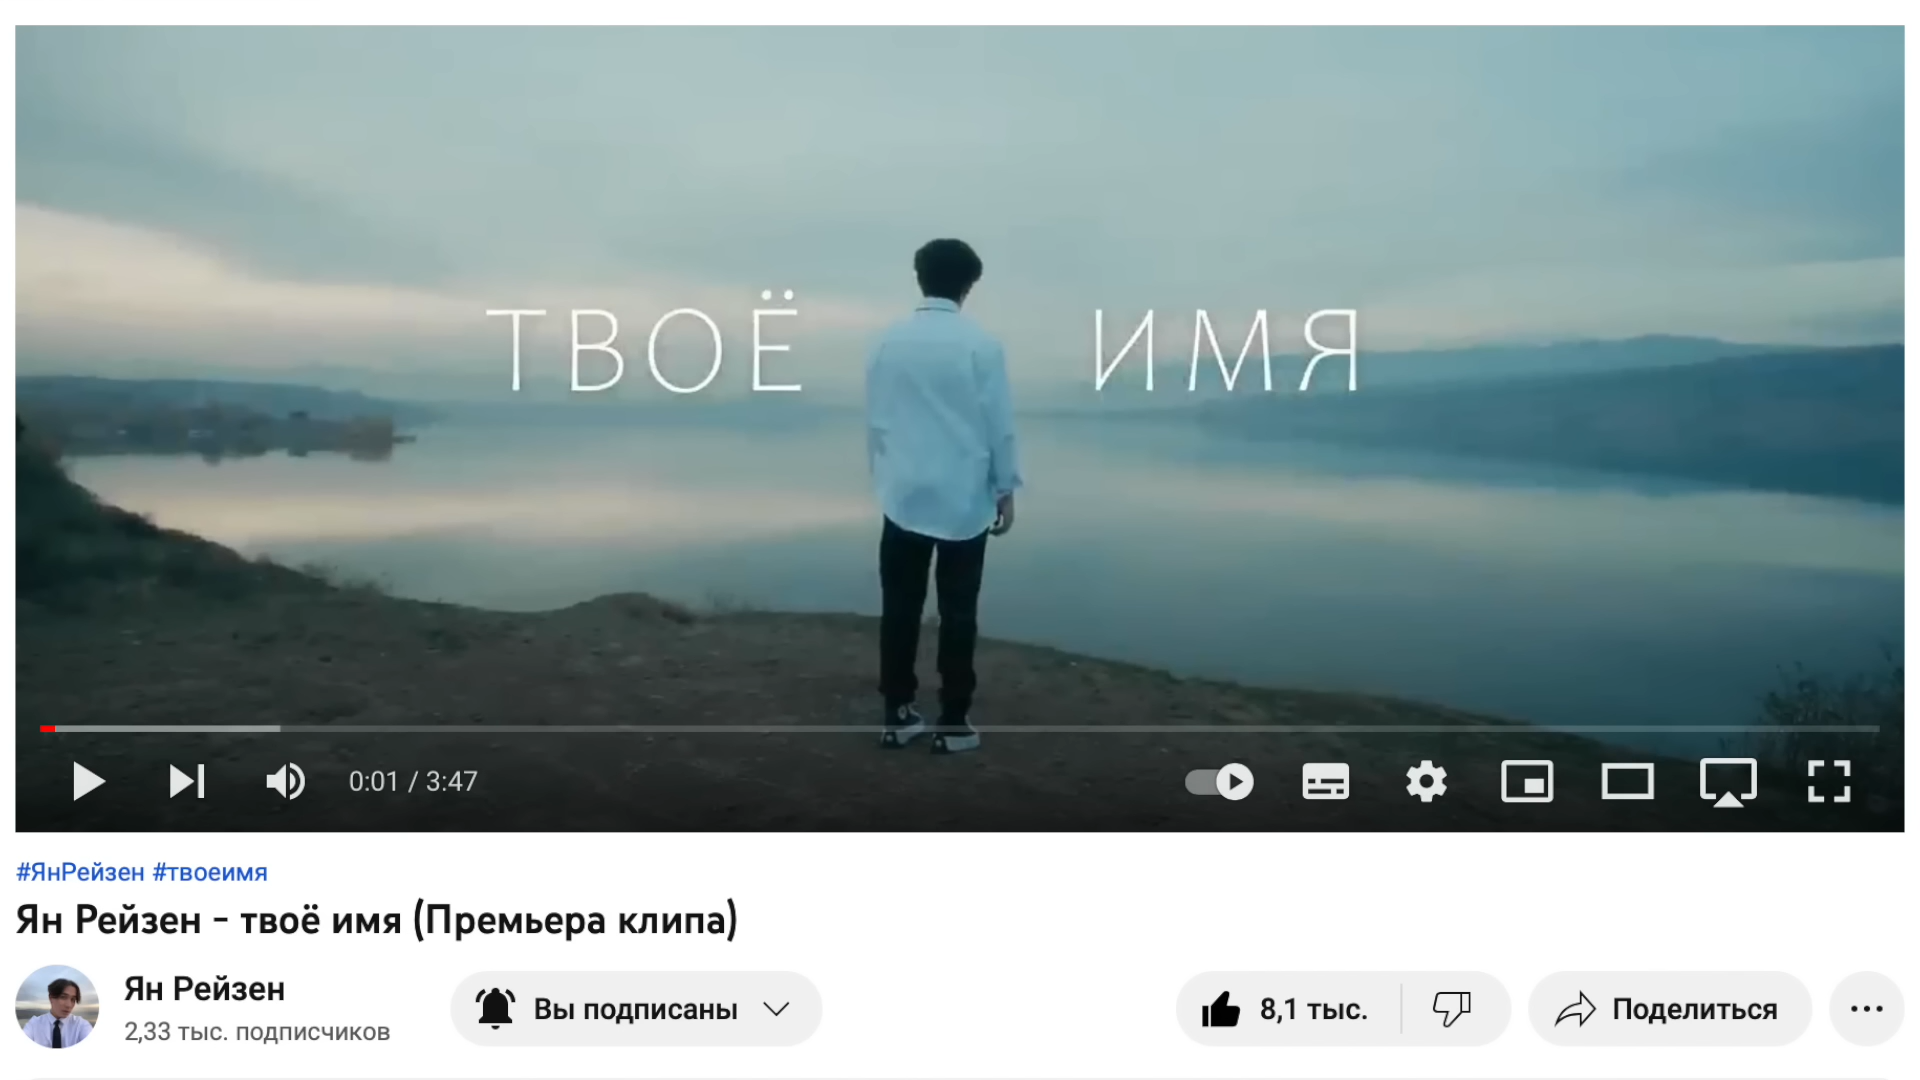 ТВОЁ ИМЯ
0:01 / 3:47
#ЯнРейзен #твоеимя
Ян Рейзен - твоё имя (Премьера клипа)
Ян Рейзен
2,33 тыс. подписчиков
Вы подписаны
8,1 тыс.
Поделиться